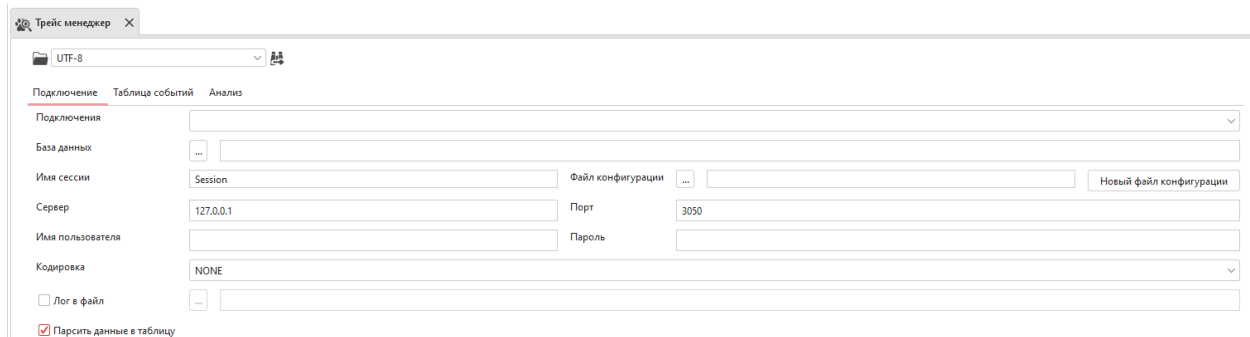 Трейс менеджер
UTF-8
Подключение Таблица событий Анализ
Подключения
База данных ...
Имя сессии Session Файл конфигурации ... Новый файл конфигурации
Сервер 127.0.0.1 Порт 3050
Имя пользователя Пароль
Кодировка NONE
Лог в файл ...
Парсить данные в таблицу